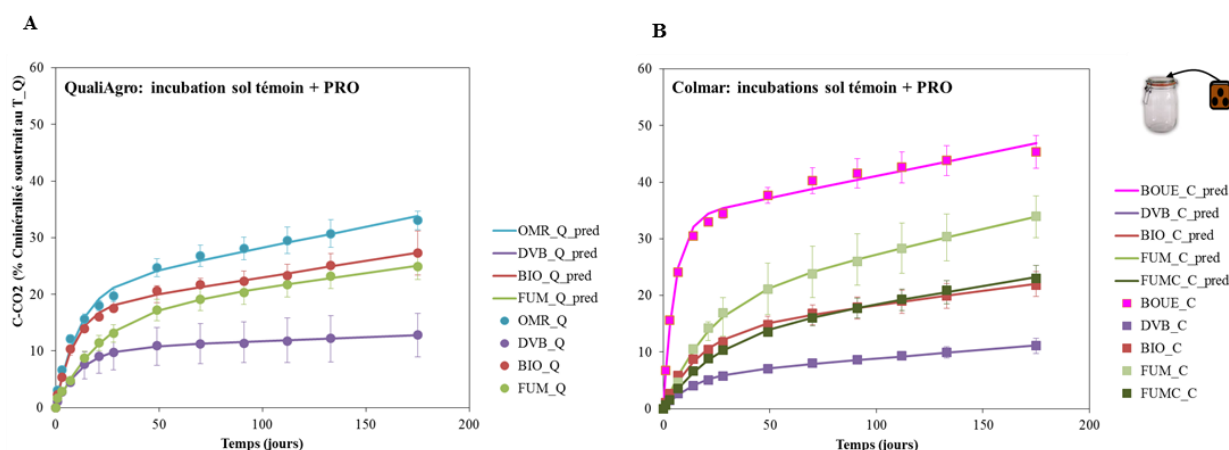 A
C-CO2 (% Cminéralisé soustrait au T_Q)
60
50
40
30
20
10
0
QualiAgro: incubation sol témoin + PRO
0
50
100
150
200
Temps (jours)
OMR_Q_pred
DVB_Q_pred
BIO_Q_pred
FUM_Q_pred
OMR_Q
DVB_Q
BIO_Q
FUM_Q
B
60
50
40
30
20
10
0
Colmar: incubations sol témoin + PRO
0
50
100
150
200
Temps (jours)
BOUE_C_pred
DVB_C_pred
BIO_C_pred
FUM_C_pred
FUMC_C_pred
BOUE_C
DVB_C
BIO_C
FUM_C
FUMC_C